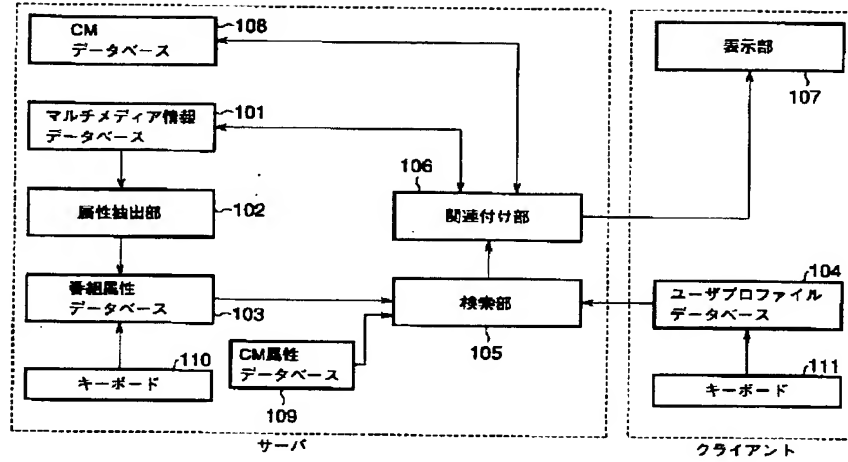 CM
データベース
108
マルチメディア情報
データベース
101
属性抽出部
102
番組属性
データベース
103
キーボード
110
CM属性
データベース
109
106
関連付け部
検索部
105
サーバ
表示部
107
104
ユーザプロファイル
データベース
111
キーボード
クライアント